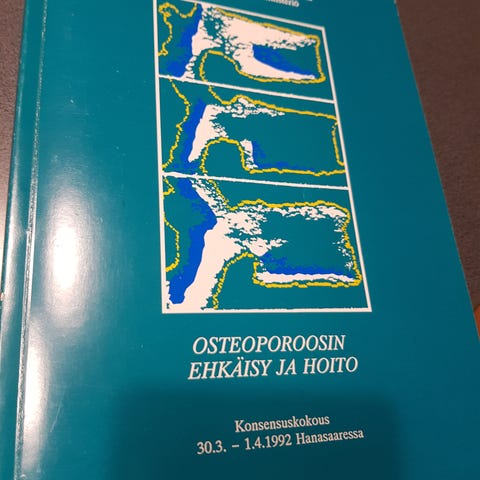 OSTEOPOROOSIN
EHKÄISY JA HOITO
Konsensuskokous
30.3. – 1.4.1992 Hanasaaressa